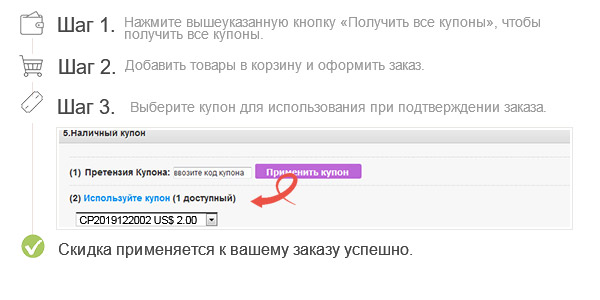 Шаг 1. Нажмите вышеуказанную кнопку «Получить все купоны», чтобы
получить все купоны.
Шаг 2. Добавить товары в корзину и оформить заказ.
Шаг 3. Выберите купон для использования при подтверждении заказа.
5.Наличный купон
(1) Претензия Купона: ввозите код купона Применить купон
(2) Используйте купон (1 доступный)
CP2019122002 US$ 2.00
Скидка применяется к вашему заказу успешно.